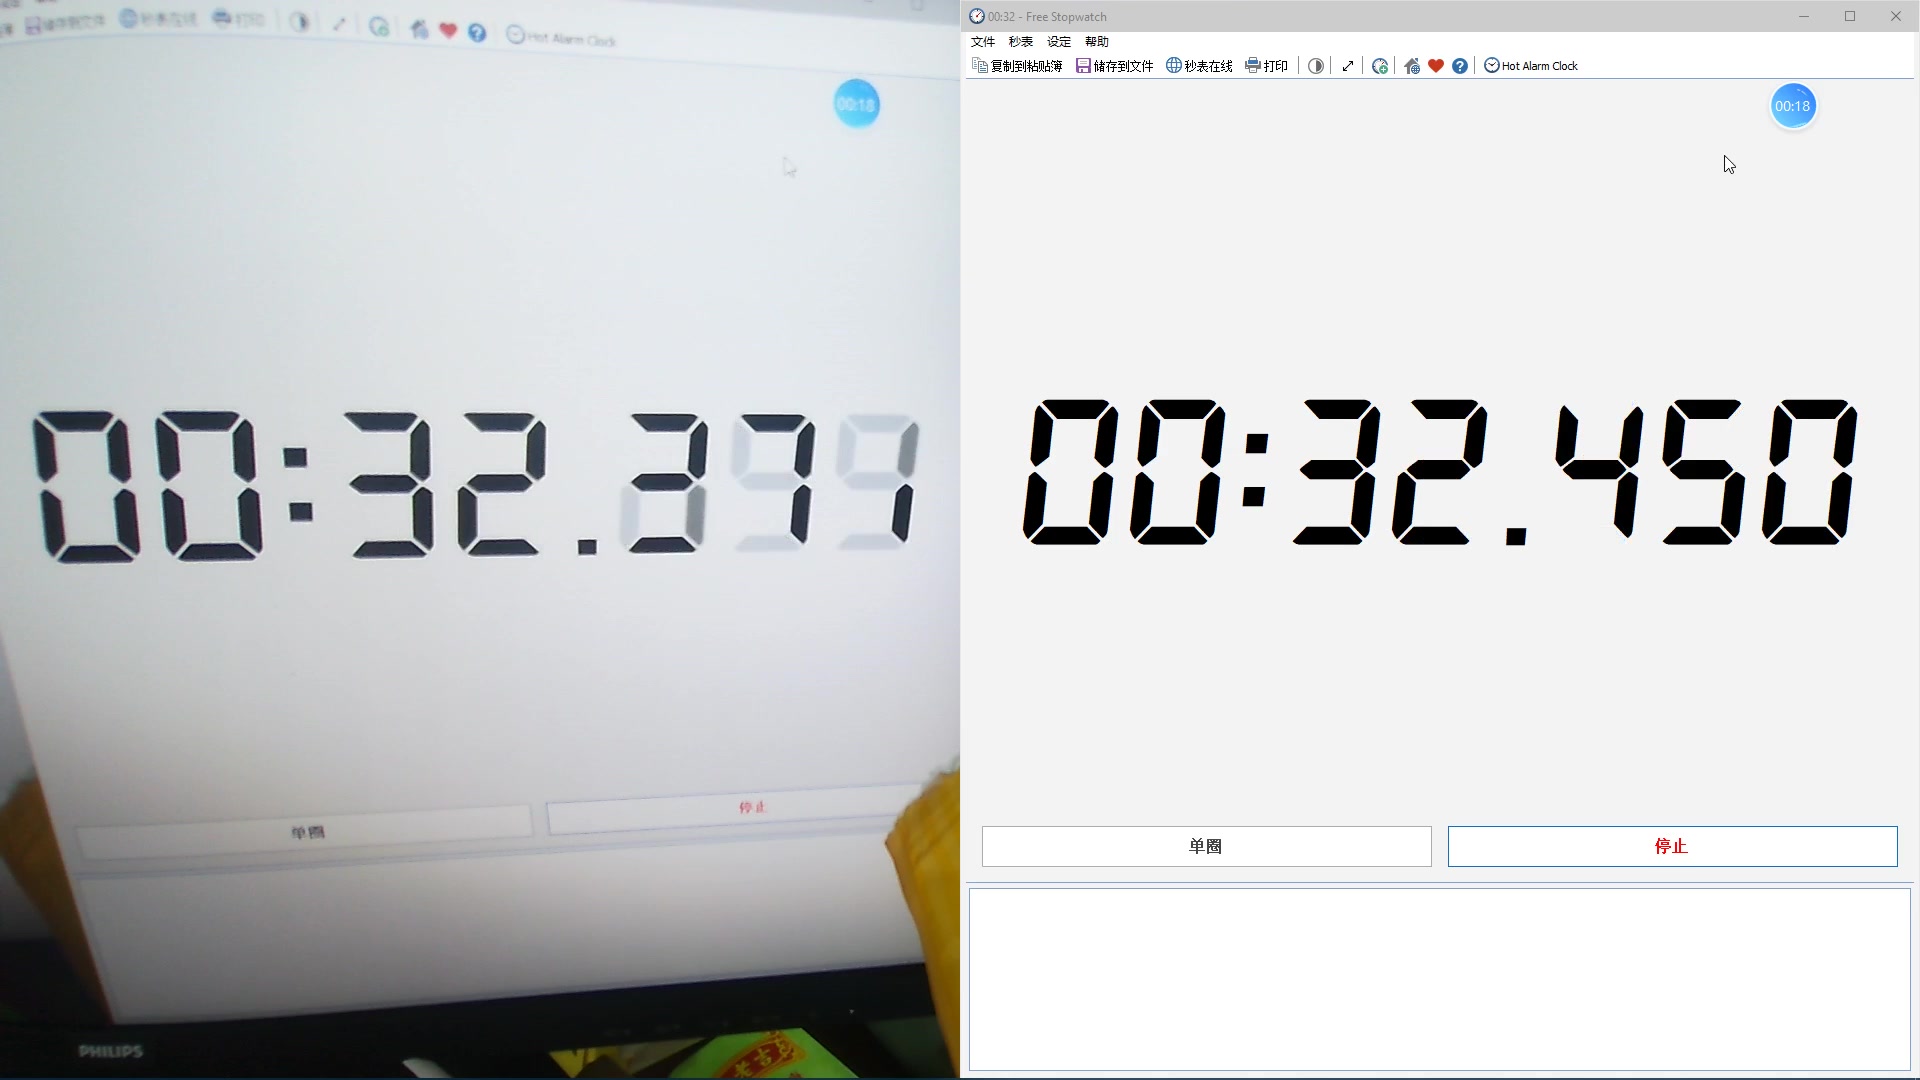 储存到文件 秒表在线 打印 Hot Alarm Clock
00:18
00:32.371
单圈 停止
PHILIPS
00:32 - Free Stopwatch
文件 秒表 设定 帮助
复制到粘贴簿 储存到文件 秒表在线 打印 Hot Alarm Clock
00:18
00:32.450
单圈 停止